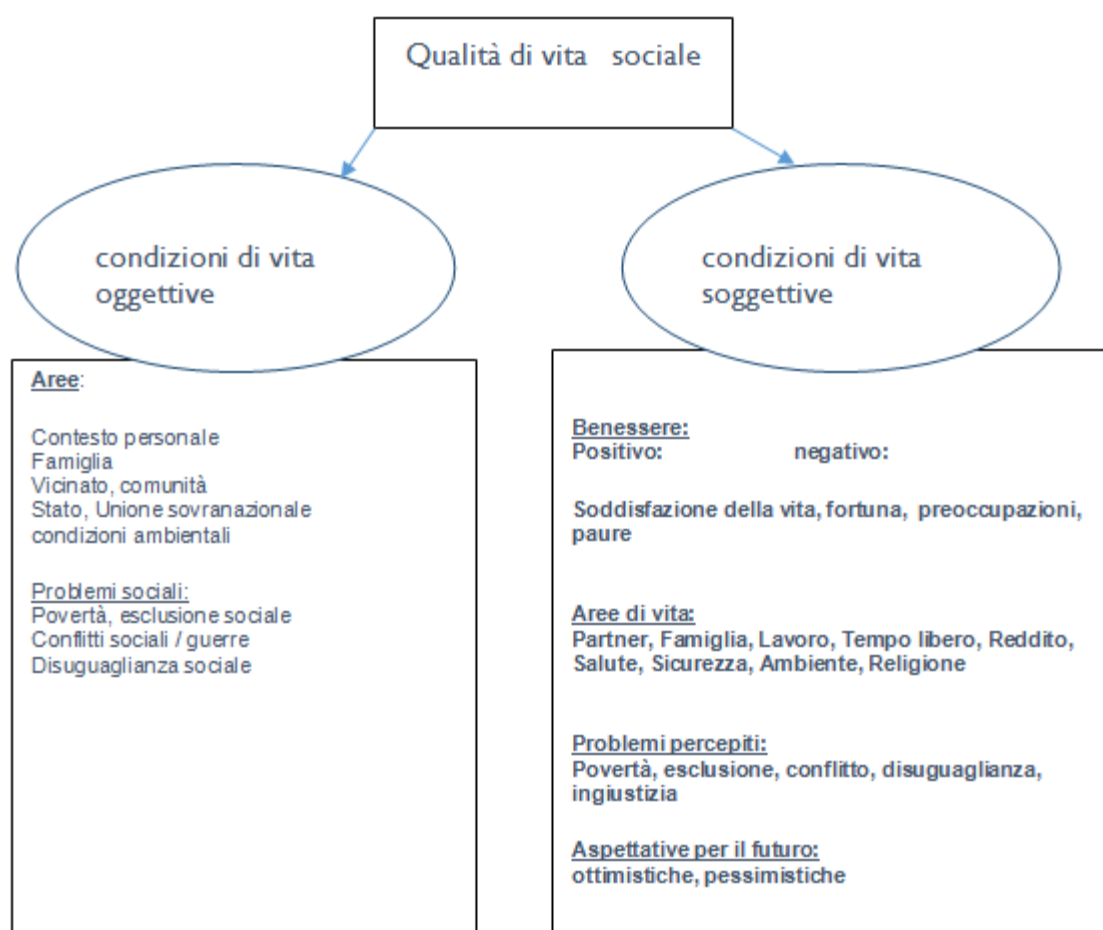 Qualità di vita sociale
condizioni di vita
oggettive
condizioni di vita
soggettive
Aree:
Contesto personale
Famiglia
Vicinato, comunità
Stato, Unione sovranazionale
condizioni ambientali
Problemi sociali:
Povertà, esclusione sociale
Conflitti sociali / guerre
Disuguaglianza sociale
Benessere:
Positivo: negativo:
Soddisfazione della vita, fortuna, preoccupazioni,
paure
Aree di vita:
Partner, Famiglia, Lavoro, Tempo libero, Reddito,
Salute, Sicurezza, Ambiente, Religione
Problemi percepiti:
Povertà, esclusione, conflitto, disuguaglianza,
ingiustizia
Aspettative per il futuro:
ottimistiche, pessimistiche